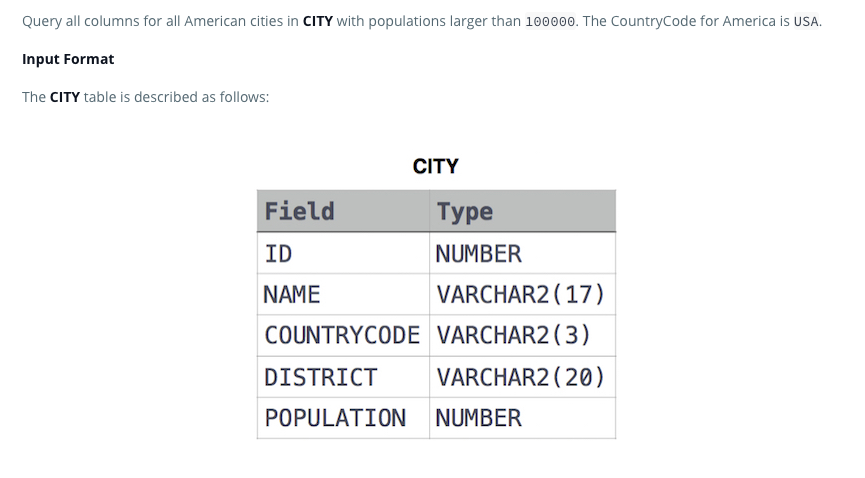 Query all columns for all American cities in CITY with populations larger than 100000. The CountryCode for America is USA.
Input Format
The CITY table is described as follows:
CITY
Field Type
ID NUMBER
NAME VARCHAR2(17)
COUNTRYCODE VARCHAR2(3)
DISTRICT VARCHAR2(20)
POPULATION NUMBER